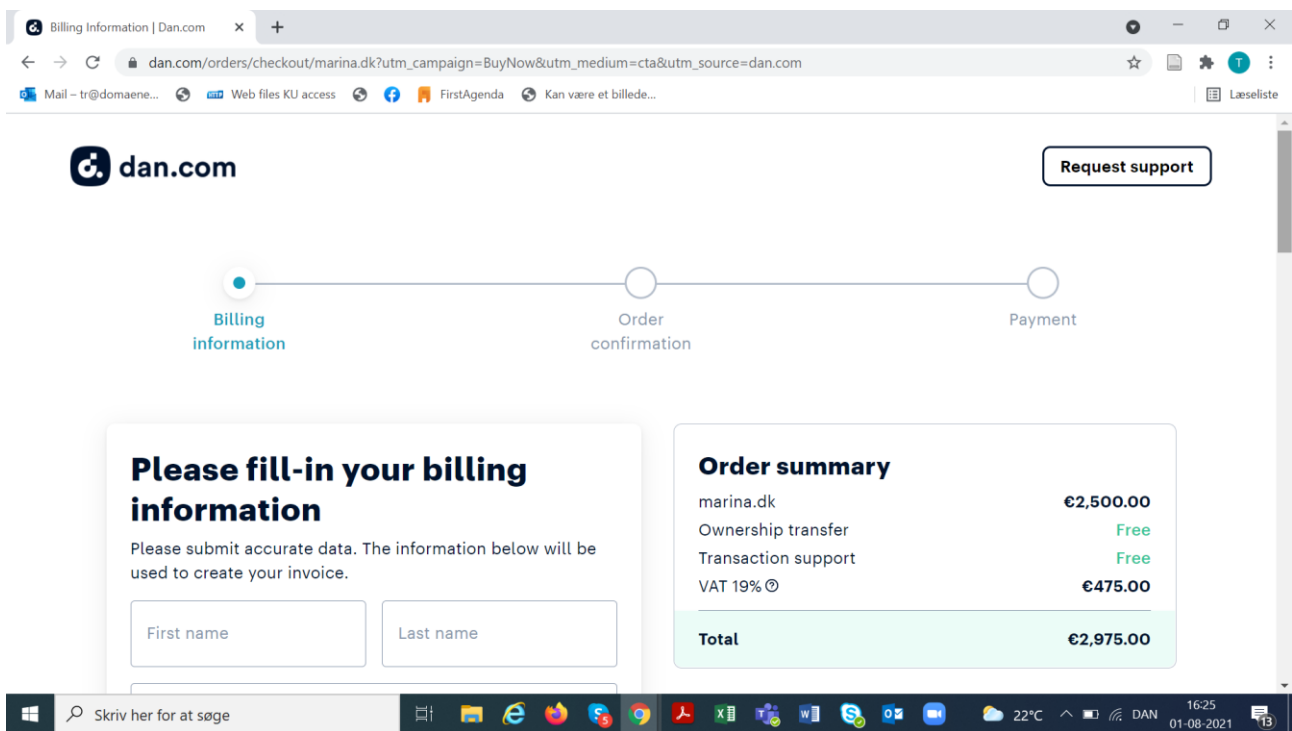 Billing Information | Dan.com
dan.com/orders/checkout/marina.dk?utm_campaign=BuyNow&utm_medium=cta&utm_source=dan.com
T
Mail – tr@domaene... Web files KU access FirstAgenda Kan være et billede... Læseliste
d. dan.com
Request support
Billing
information
Order
confirmation
Payment
Please fill-in your billing
information
Please submit accurate data. The information below will be
used to create your invoice.
First name Last name
Order summary
marina.dk €2,500.00
Ownership transfer Free
Transaction support Free
VAT 19% €475.00
Total €2,975.00
Skriv her for at søge
22°C DAN
16:25
01-08-2021
13